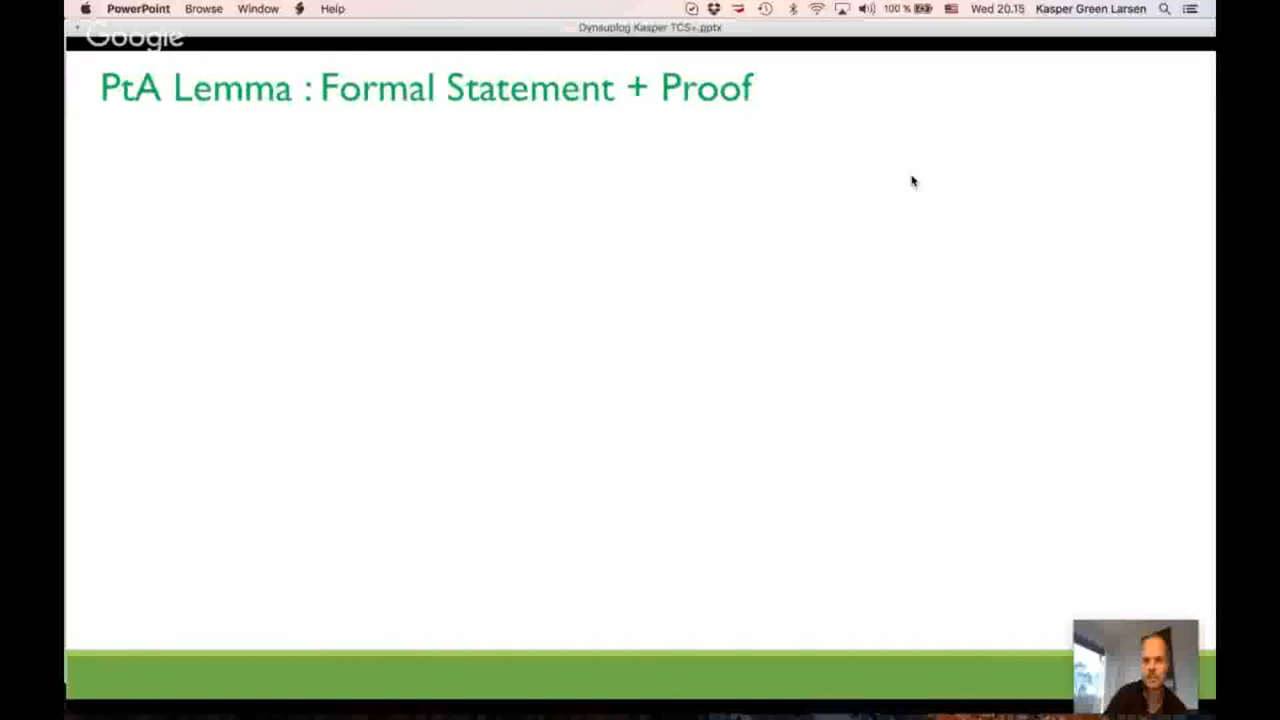 PowerPoint Browse Window Help 100 % Wed 20.15 Kasper Green Larsen
Dynsublog Kasper TCS+.pptx
Google
PtA Lemma : Formal Statement + Proof